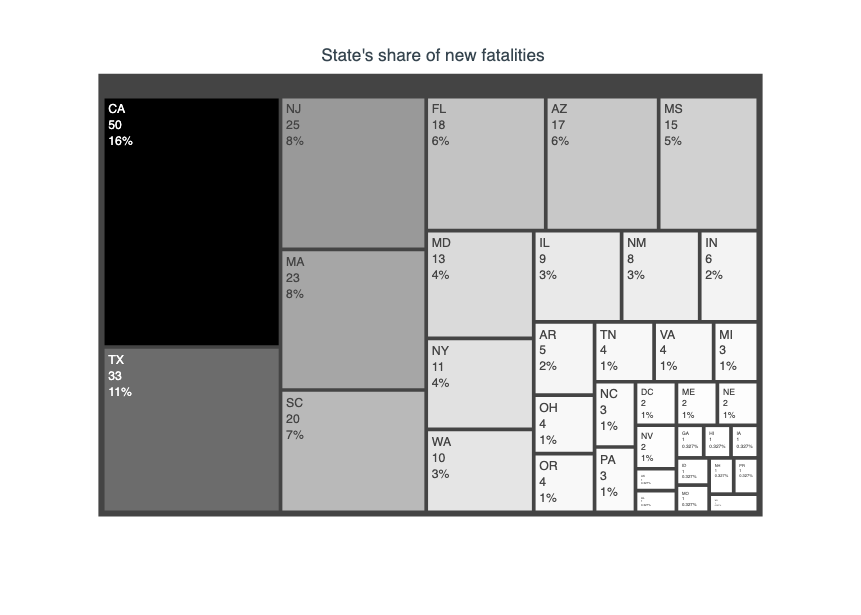 State's share of new fatalities
CA
50
16%
TX
33
11%
NJ
25
8%
MA
23
8%
SC
20
7%
FL
18
6%
AZ
17
6%
MS
15
5%
MD
13
4%
NY
11
4%
WA
10
3%
IL
9
3%
NM
8
3%
IN
6
2%
AR
5
2%
OH
4
1%
OR
4
1%
TN
4
1%
VA
4
1%
MI
3
1%
NC
3
1%
PA
3
1%
DC
2
1%
ME
2
1%
NE
2
1%
NV
2
1%
GA
1
0.327%
HI
1
0.327%
IA
1
0.327%
1
0.327%
NH
1
0.327%
PR
1
0.327%
MO
1
0.327%